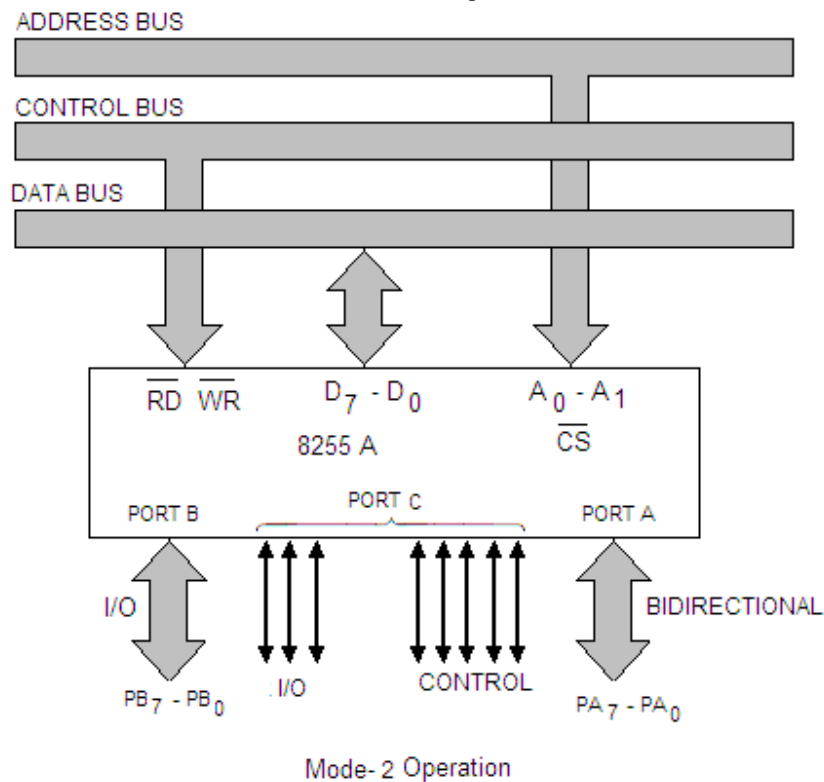 ADDRESS BUS
CONTROL BUS
DATA BUS
RD WR D7 - D0 A0 - A1
8255 A CS
PORT B PORT C PORT A
I/O BIDIRECTIONAL
I/O CONTROL
PB7 - PB0 PA7 - PA0
Mode- 2 Operation